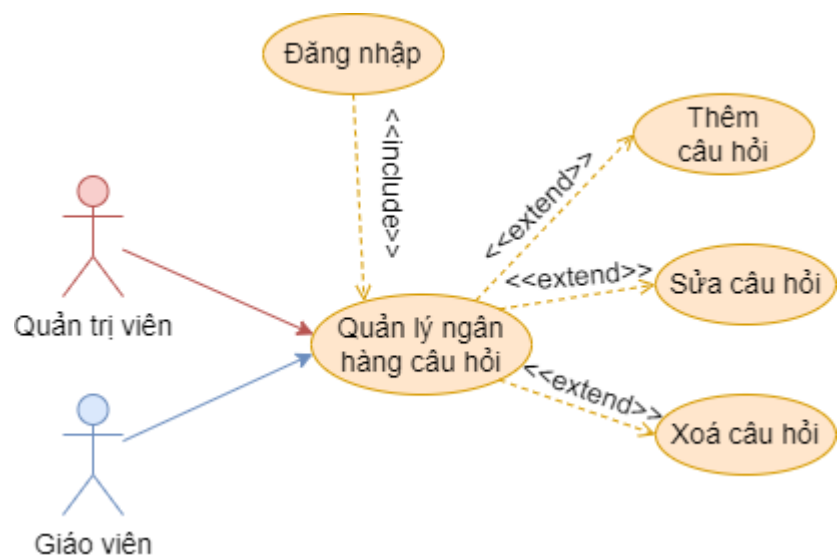 Đăng nhập
<<include>>
Thêm
câu hỏi
<<extend>>
<<extend>>
Sửa câu hỏi
Quản trị viên
Quản lý ngân
hàng câu hỏi
<<extend>>
Xoá câu hỏi
Giáo viên